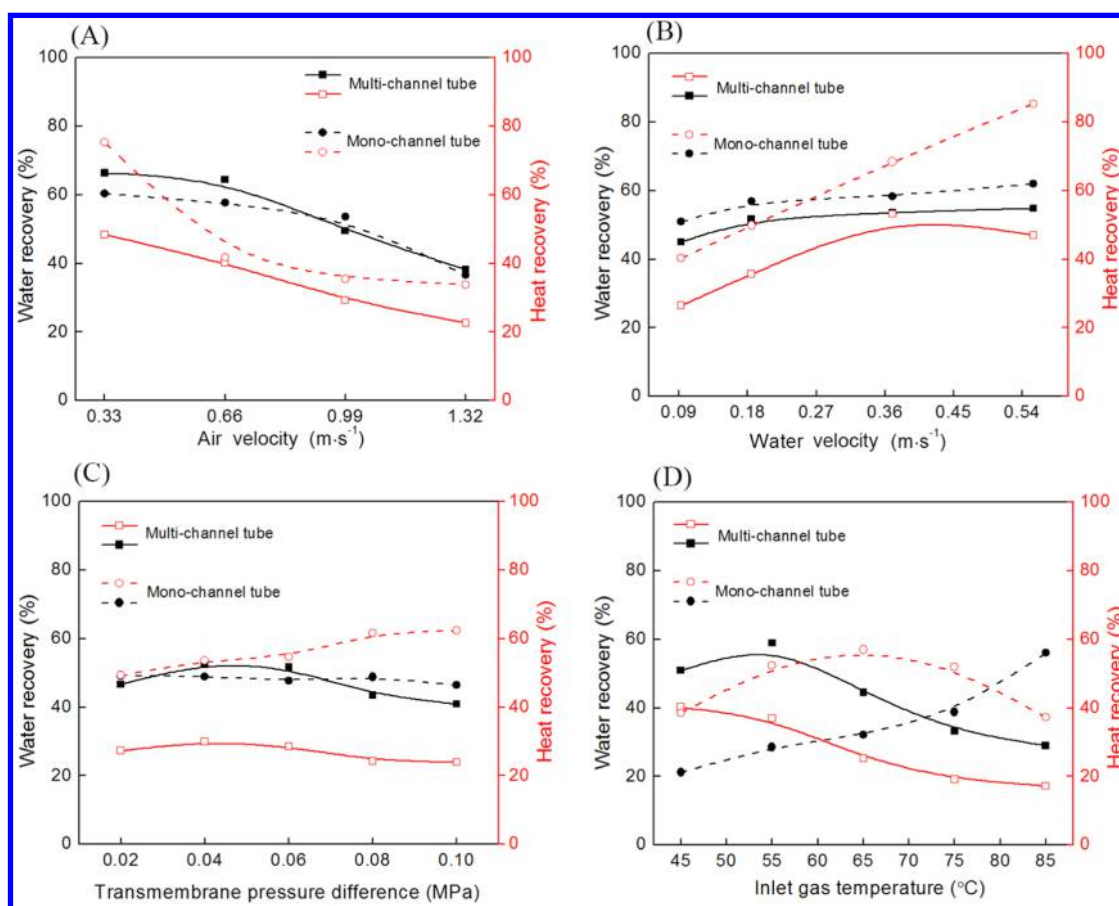 (A)
100
80
60
40
20
0
Water recovery (%)
Multi-channel tube
Mono-channel tube
100
80
60
40
20
0
Heat recovery (%)
0.33 0.66 0.99 1.32
Air velocity (m·s⁻¹)
(B)
100
80
60
40
20
0
Water recovery (%)
Multi-channel tube
Mono-channel tube
100
80
60
40
20
0
Heat recovery (%)
0.09 0.18 0.27 0.36 0.45 0.54
Water velocity (m·s⁻¹)
(C)
100
80
60
40
20
0
Water recovery (%)
Multi-channel tube
Mono-channel tube
100
80
60
40
20
0
Heat recovery (%)
0.02 0.04 0.06 0.08 0.10
Transmembrane pressure difference (MPa)
(D)
100
80
60
40
20
0
Water recovery (%)
Multi-channel tube
Mono-channel tube
100
80
60
40
20
0
Heat recovery (%)
45 50 55 60 65 70 75 80 85
Inlet gas temperature (°C)